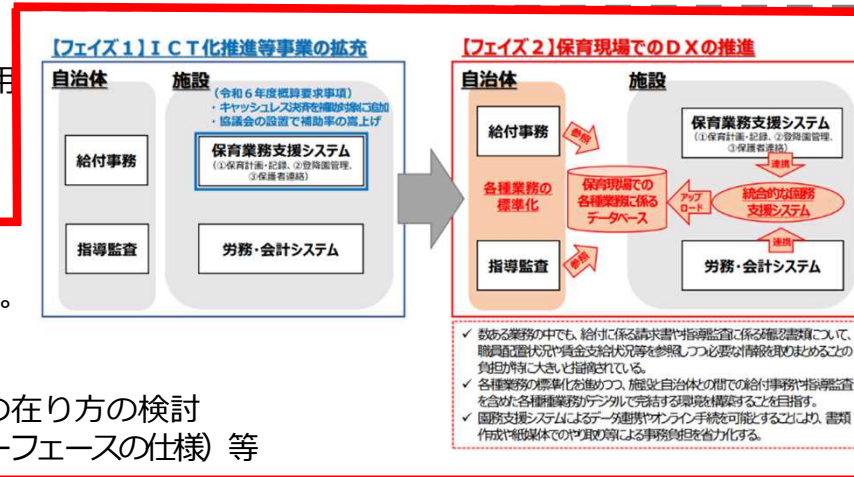 用
。
の在り方の検討
ーフェースの仕様）等
【フェイズ１】ＩＣＴ化推進等事業の拡充
自治体
施設
（令和６年度概算要求事項）
・キャッシュレス決済を補助対象に追加
・協議会の設置で補助率の嵩上げ
給付事務
保育業務支援システム
（①保育計画・記録、②登降園管理、
③保護者連絡）
指導監査
労務・会計システム
【フェイズ２】保育現場でのＤＸの推進
自治体
施設
給付事務
参照
保育業務支援システム
（①保育計画・記録、②登降園管理、
③保護者連絡）
連携
各種業務の
標準化
保育現場での
各種業務に係る
データベース
アップ
ロード
統合的な園務
支援システム
連携
指導監査
参照
労務・会計システム
✓ 数ある業務の中でも、給付に係る請求書や指導監査に係る確認書類について、
職員配置状況や賃金支給状況等を参照しつつ必要な情報を取りまとめることの
負担が特に大きいと指摘されている。
✓ 各種業務の標準化を進めつつ、施設と自治体との間での給付事務や指導監査
を含めた各種種業務がデジタルで完結する環境を構築することを目指す。
✓ 園務支援システムによるデータ連携やオンライン手続を可能とすることにより、書類
作成や紙媒体でのやり取り等による事務負担を省力化する。